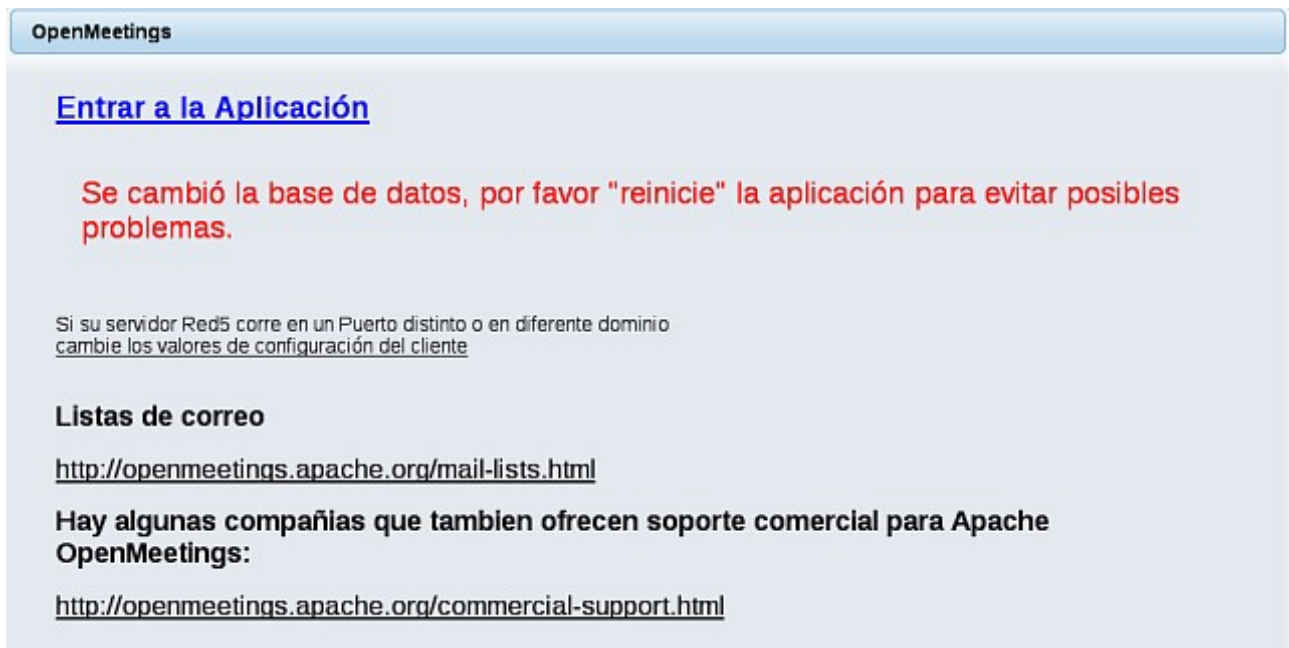 OpenMeetings
Entrar a la Aplicación
Se cambió la base de datos, por favor "reinicie" la aplicación para evitar posibles
problemas.
Si su servidor Red5 corre en un Puerto distinto o en diferente dominio
cambie los valores de configuración del cliente
Listas de correo
http://openmeetings.apache.org/mail-lists.html
Hay algunas compañias que tambien ofrecen soporte comercial para Apache
OpenMeetings:
http://openmeetings.apache.org/commercial-support.html